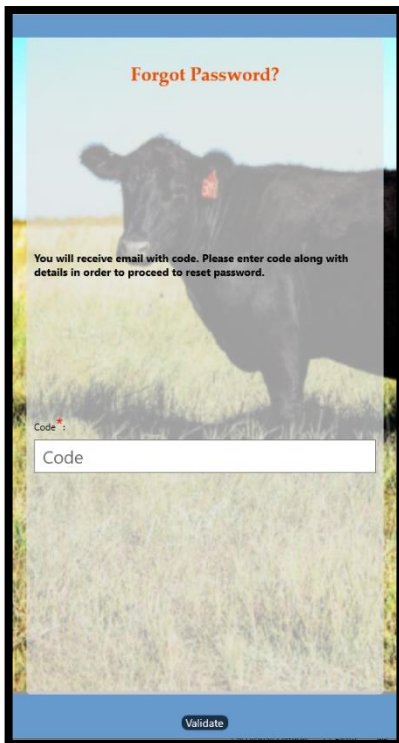 Forgot Password?
You will receive email with code. Please enter code along with
details in order to proceed to reset password.
Code*:
Code
Validate